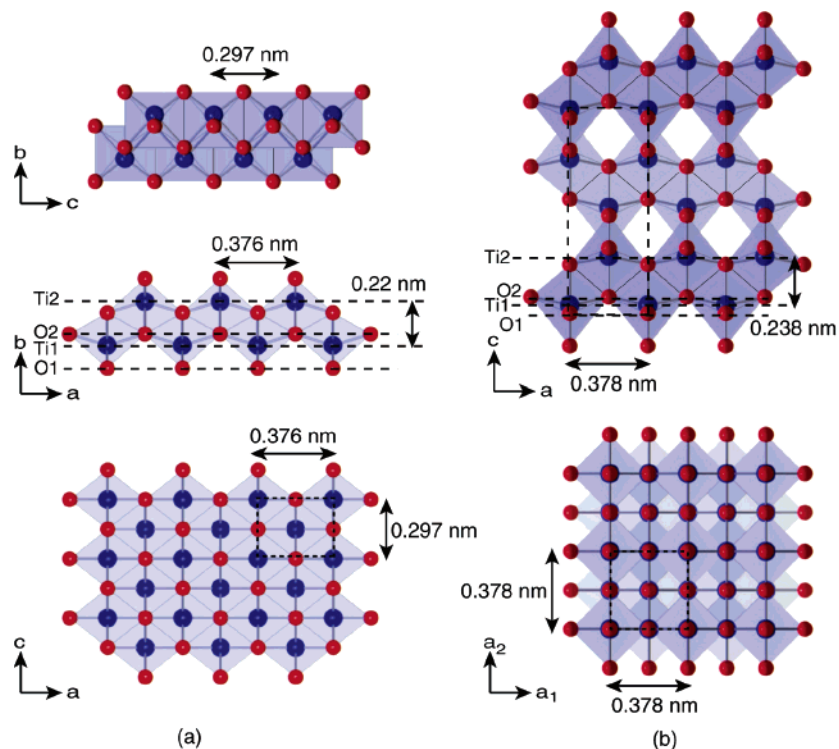 0.297 nm
b
c
0.376 nm
0.22 nm
Ti2
O2
Ti1
O1
b
a
0.376 nm
0.297 nm
c
a
(a)
Ti2
O2
Ti1
O1
0.238 nm
c
a
0.378 nm
0.378 nm
a2
a1
0.378 nm
(b)